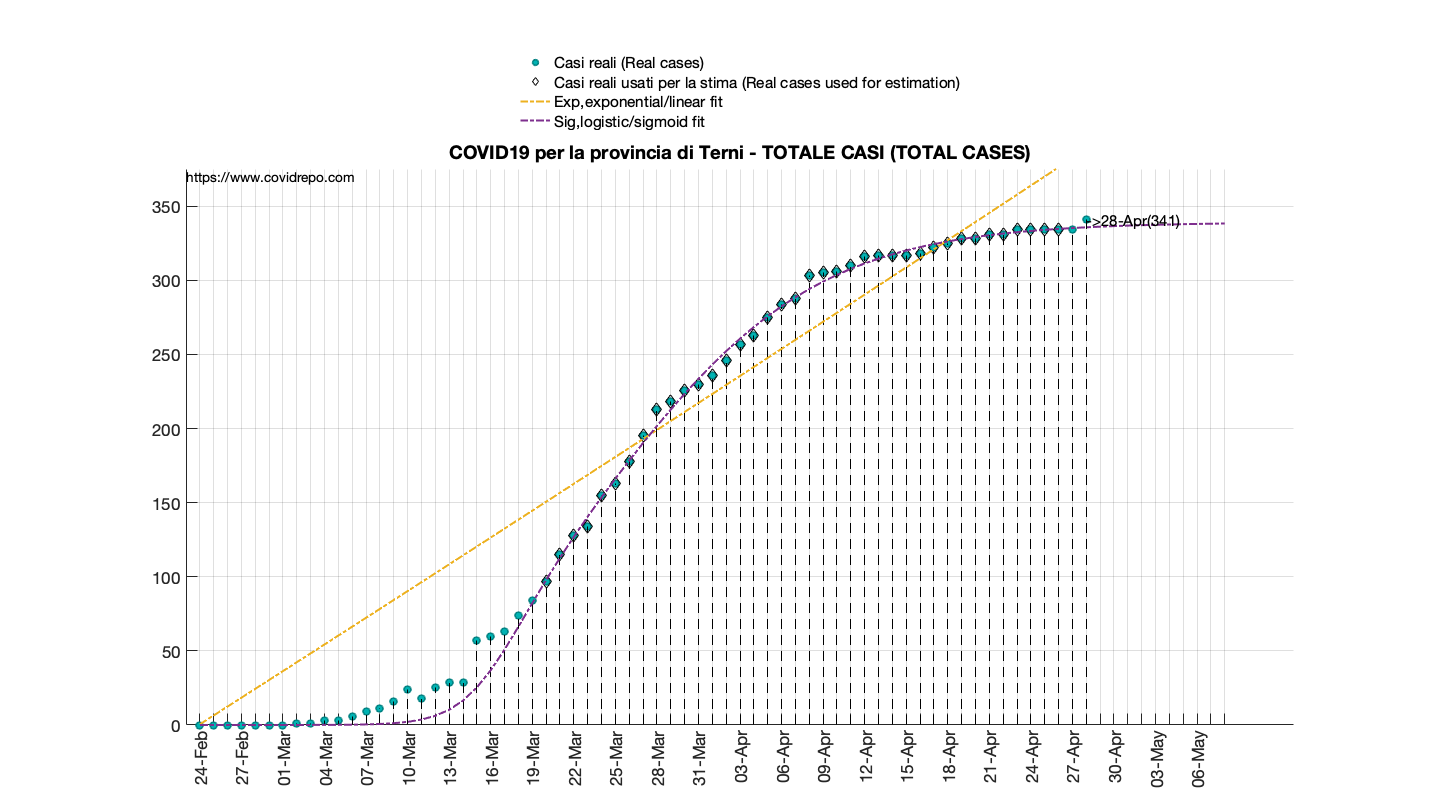 Casi reali (Real cases)
Casi reali usati per la stima (Real cases used for estimation)
Exp,exponential/linear fit
Sig,logistic/sigmoid fit
COVID19 per la provincia di Terni - TOTALE CASI (TOTAL CASES)
https://www.covidrepo.com
350
->28-Apr(341)
300
250
200
150
100
50
0
24-Feb
27-Feb
01-Mar
04-Mar
07-Mar
10-Mar
13-Mar
16-Mar
19-Mar
22-Mar
25-Mar
28-Mar
31-Mar
03-Apr
06-Apr
09-Apr
12-Apr
15-Apr
18-Apr
21-Apr
24-Apr
27-Apr
30-Apr
03-May
06-May